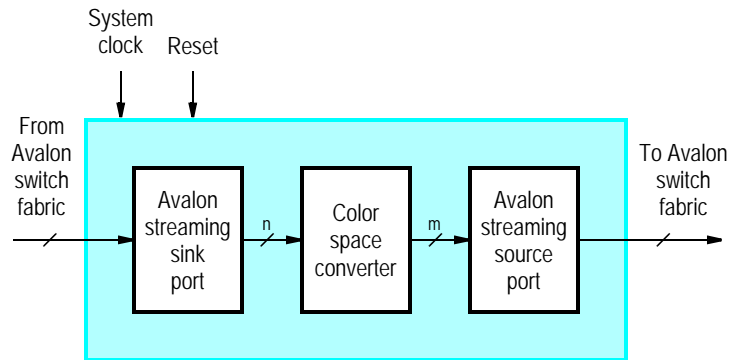 System
clock
Reset
From
Avalon
switch
fabric
Avalon
streaming
sink
port
n
Color
space
converter
m
Avalon
streaming
source
port
To Avalon
switch
fabric